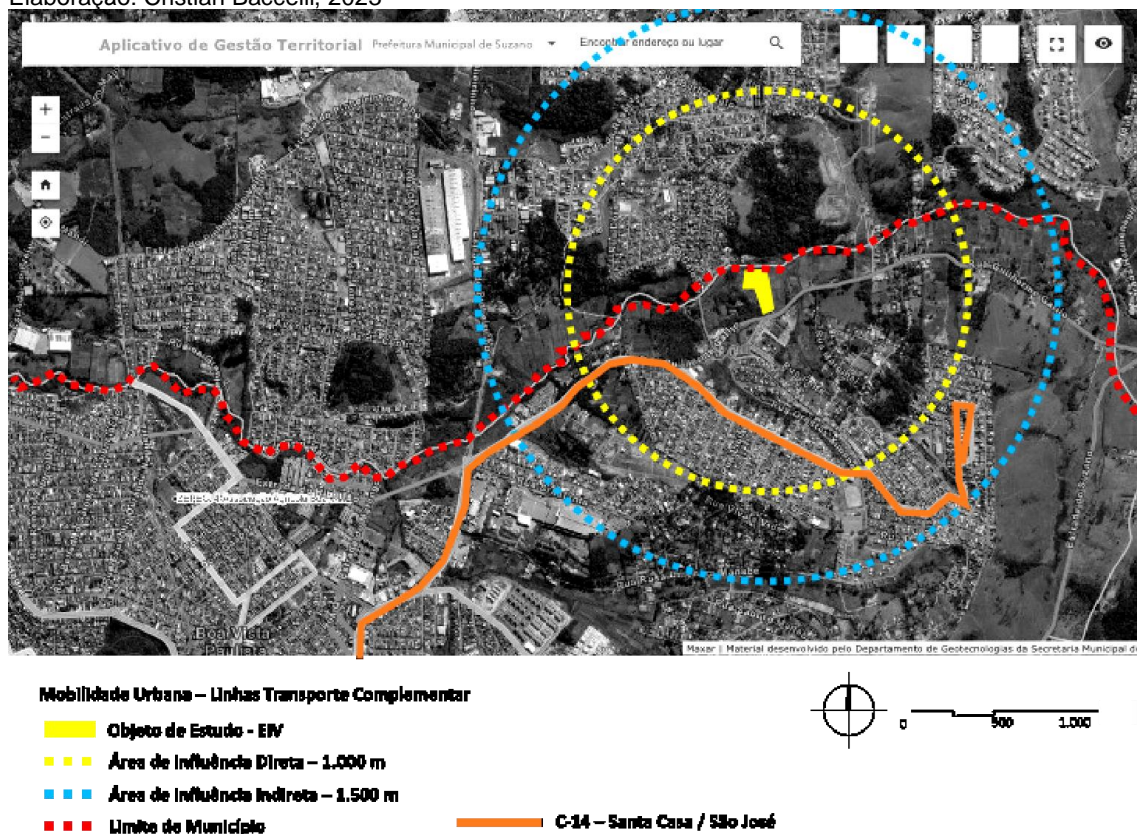 Elaboração: Cristian Baccelli, 2023
Aplicativo de Gestão Territorial Prefeitura Municipal de Suzano Encontrar endereço ou lugar
Boa Vista
Paulista
Maxar | Material desenvolvido pelo Departamento de Geotecnologias da Secretaria Municipal de
Mobilidade Urbana – Linhas Transporte Complementar
Objeto de Estudo - EIV
0 500 1.000
Área de Influência Direta – 1.000 m
Área de Influência Indireta – 1.500 m
Limite de Município
C-14 – Santa Casa / São José